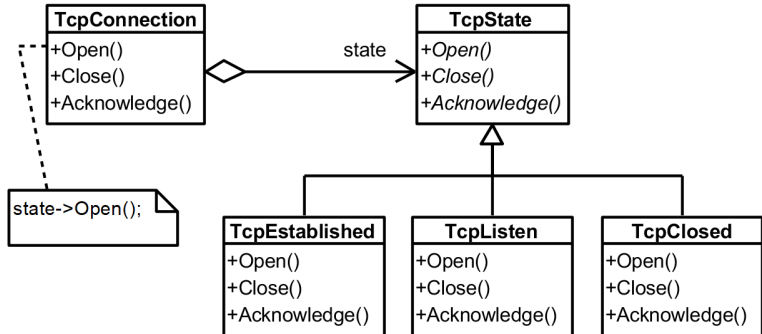 TcpConnection
+Open()
+Close()
+Acknowledge()
state
TcpState
+Open()
+Close()
+Acknowledge()
state->Open();
TcpEstablished
+Open()
+Close()
+Acknowledge()
TcpListen
+Open()
+Close()
+Acknowledge()
TcpClosed
+Open()
+Close()
+Acknowledge()